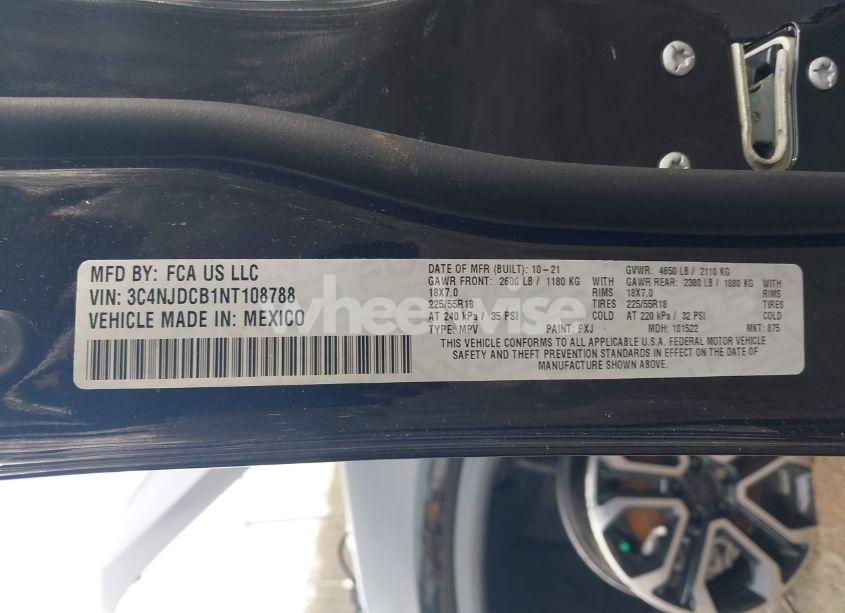 MFD BY: FCA US LLC
VIN: 3C4NJDCB1NT108788
VEHICLE MADE IN: MEXICO
DATE OF MFR (BUILT): 10-21 GVWR: 4650 LB / 2110 KG
GAWR FRONT: 2600 LB / 1180 KG WITH GAWR REAR: 2380 LB / 1080 KG WITH
18X7.0 RIMS 18X7.0 RIMS
225/55R18 TIRES 225/55R18 TIRES
AT 240 kPa / 35 PSI COLD AT 220 kPa / 32 PSI COLD
TYPE: MPV PAINT: PXJ MDH: 101522 MKT: 875
THIS VEHICLE CONFORMS TO ALL APPLICABLE U.S.A. FEDERAL MOTOR VEHICLE
SAFETY AND THEFT PREVENTION STANDARDS IN EFFECT ON THE DATE OF
MANUFACTURE SHOWN ABOVE.
wheelwise